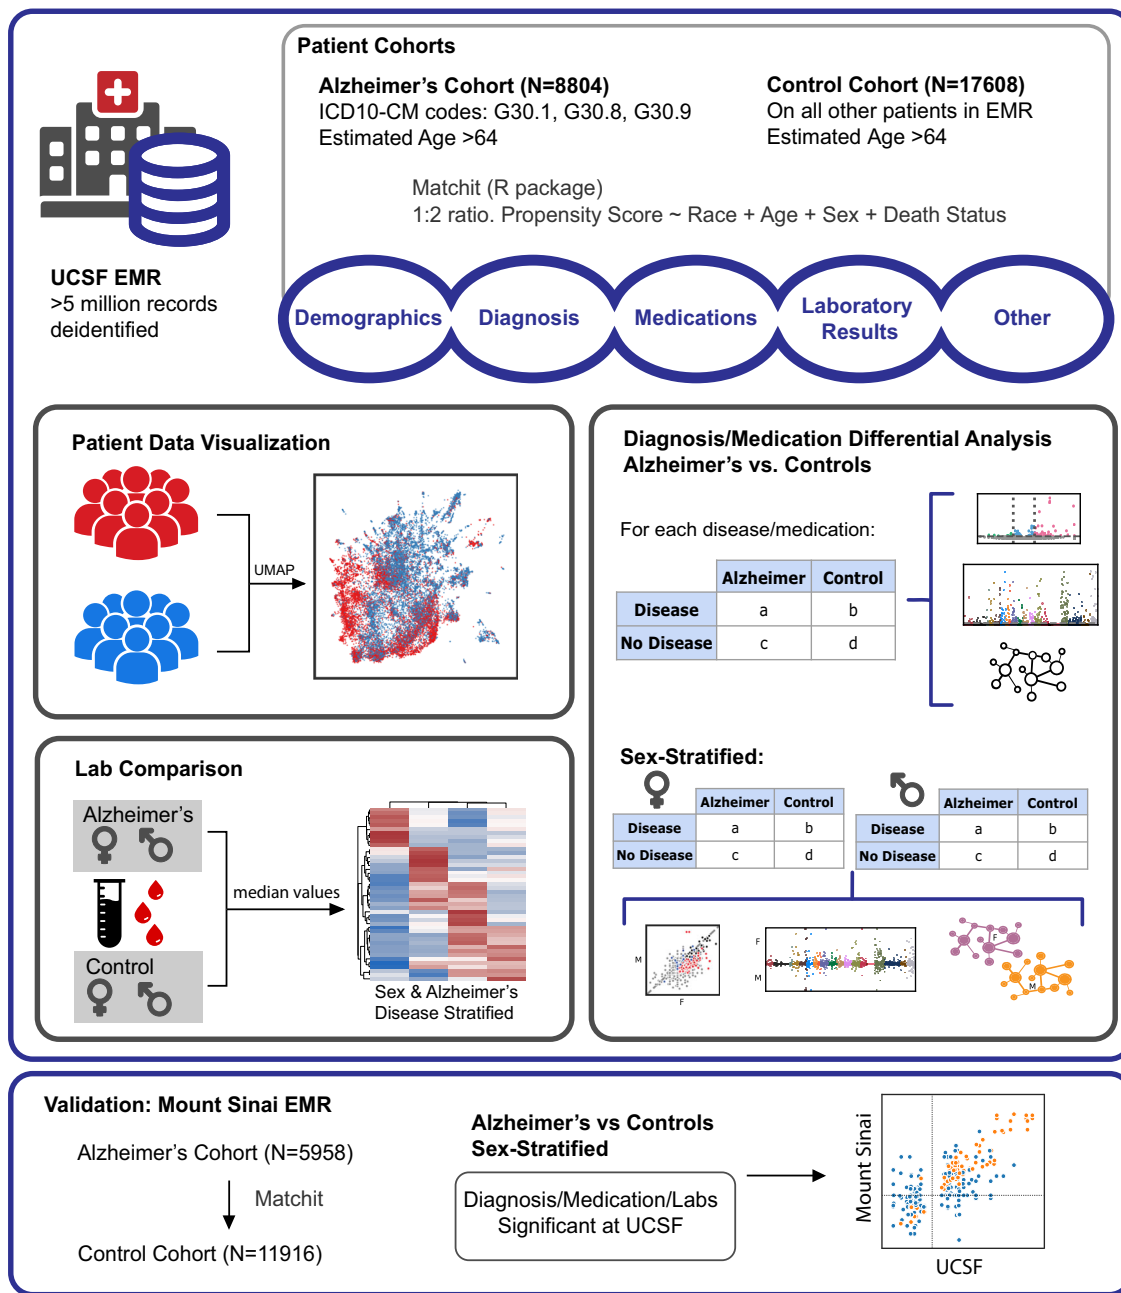 Patient Cohorts
Alzheimer's Cohort (N=8804)
ICD10-CM codes: G30.1, G30.8, G30.9
Estimated Age >64
Control Cohort (N=17608)
On all other patients in EMR
Estimated Age >64
Matchit (R package)
1:2 ratio. Propensity Score ~ Race + Age + Sex + Death Status
UCSF EMR
>5 million records
deidentified
Demographics
Diagnosis
Medications
Laboratory
Results
Other
Patient Data Visualization
UMAP
Diagnosis/Medication Differential Analysis
Alzheimer's vs. Controls
For each disease/medication:
Alzheimer Control
Disease a b
No Disease c d
Lab Comparison
Alzheimer's
median values
Control
Sex & Alzheimer's
Disease Stratified
Sex-Stratified:
Alzheimer Control
Disease a b
No Disease c d
Alzheimer Control
Disease a b
No Disease c d
M
F
F
M
F
M
Validation: Mount Sinai EMR
Alzheimer's Cohort (N=5958)
Matchit
Control Cohort (N=11916)
Alzheimer's vs Controls
Sex-Stratified
Diagnosis/Medication/Labs
Significant at UCSF
Mount Sinai
UCSF